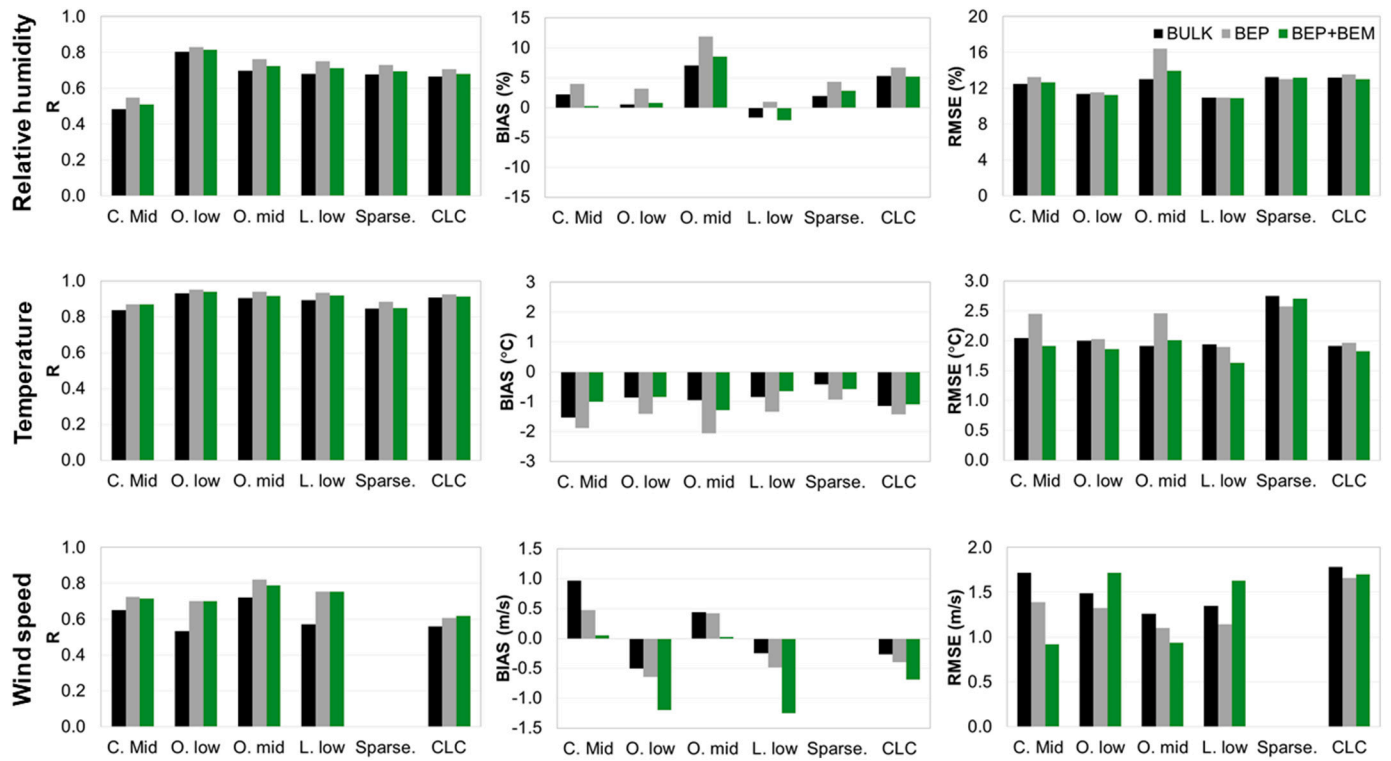 Relative humidity
R
1.0
0.8
0.6
0.4
0.2
0.0
C. Mid O. low O. mid L. low Sparse. CLC
BIAS (%)
15
10
5
0
-5
-10
-15
C. Mid O. low O. mid L. low Sparse. CLC
RMSE (%)
20
16
12
8
4
0
BULK BEP BEP+BEM
C. Mid O. low O. mid L. low Sparse. CLC
Temperature
R
1.0
0.8
0.6
0.4
0.2
0.0
C. Mid O. low O. mid L. low Sparse. CLC
BIAS (°C)
3
2
1
0
-1
-2
-3
C. Mid O. low O. mid L. low Sparse. CLC
RMSE (°C)
3.0
2.5
2.0
1.5
1.0
0.5
0.0
C. Mid O. low O. mid L. low Sparse. CLC
Wind speed
R
1.0
0.8
0.6
0.4
0.2
0.0
C. Mid O. low O. mid L. low Sparse. CLC
BIAS (m/s)
1.5
1.0
0.5
0.0
-0.5
-1.0
-1.5
C. Mid O. low O. mid L. low Sparse. CLC
RMSE (m/s)
2.0
1.5
1.0
0.5
0.0
C. Mid O. low O. mid L. low Sparse. CLC